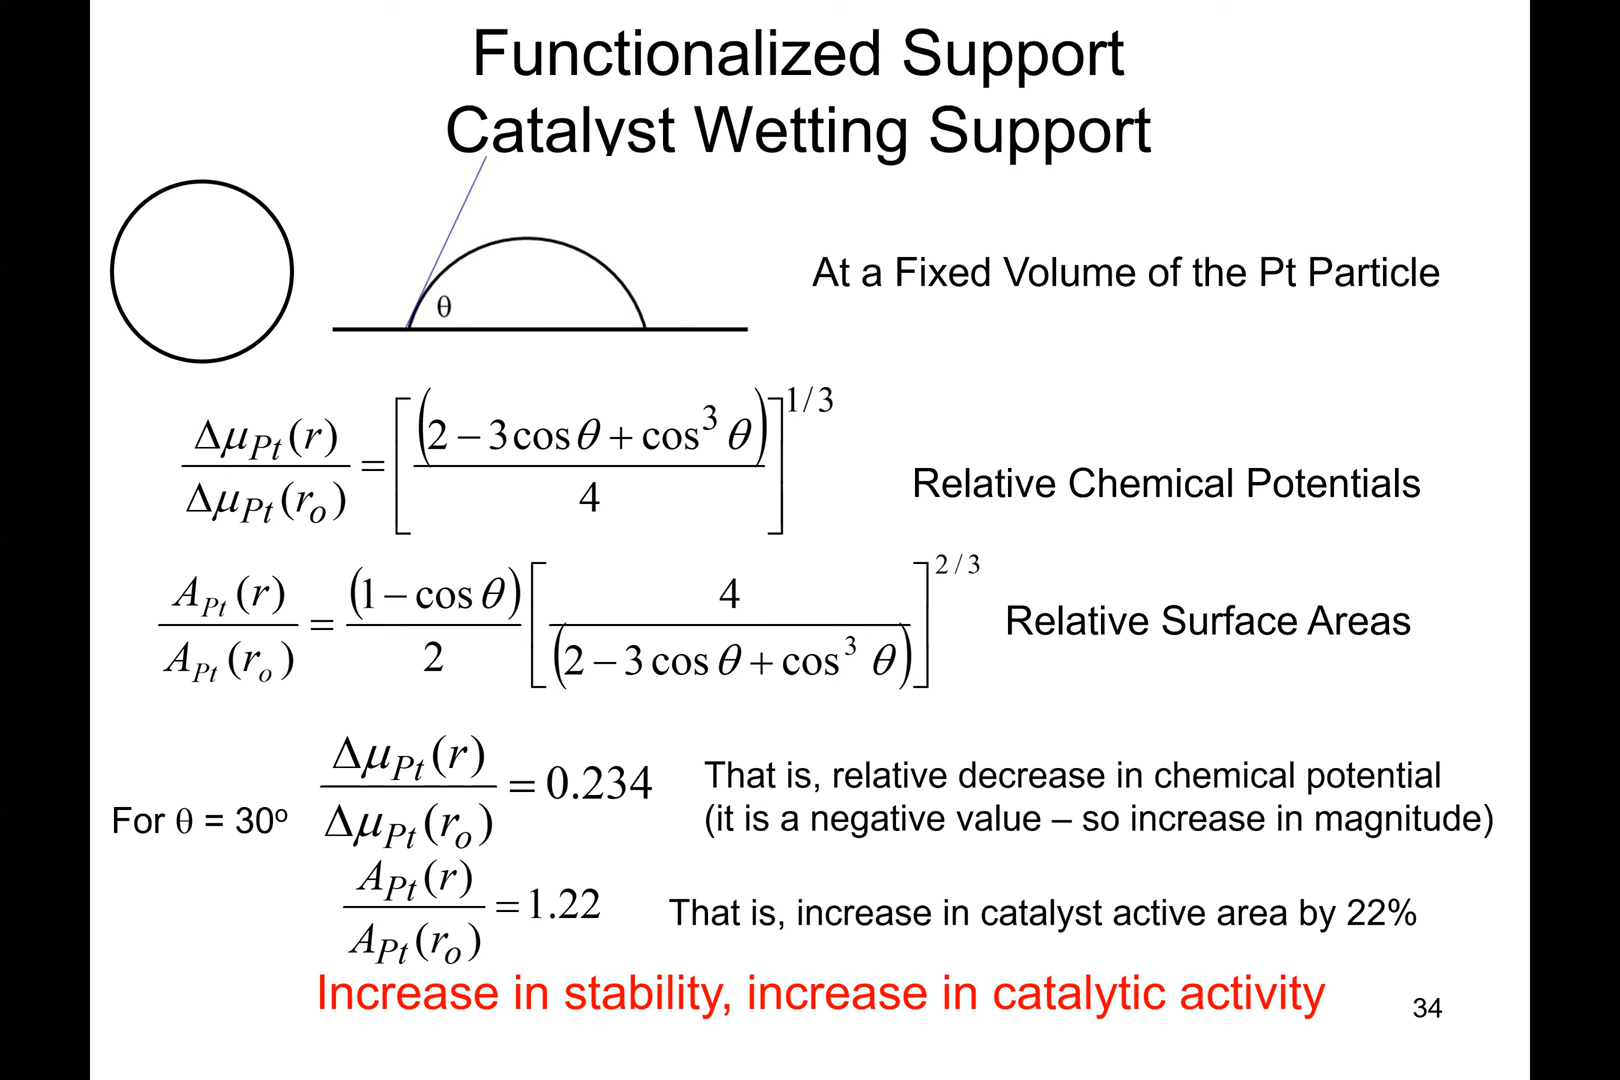 Functionalized Support
Catalyst Wetting Support
θ
At a Fixed Volume of the Pt Particle
Δμ_Pt(r) / Δμ_Pt(r_o) = [(2 − 3cosθ + cos³θ) / 4]^1/3
Relative Chemical Potentials
A_Pt(r) / A_Pt(r_o) = (1 − cosθ) / 2 [4 / (2 − 3cosθ + cos³θ)]^2/3
Relative Surface Areas
For θ = 30º
Δμ_Pt(r) / Δμ_Pt(r_o) = 0.234
That is, relative decrease in chemical potential
(it is a negative value – so increase in magnitude)
A_Pt(r) / A_Pt(r_o) = 1.22
That is, increase in catalyst active area by 22%
Increase in stability, increase in catalytic activity
34